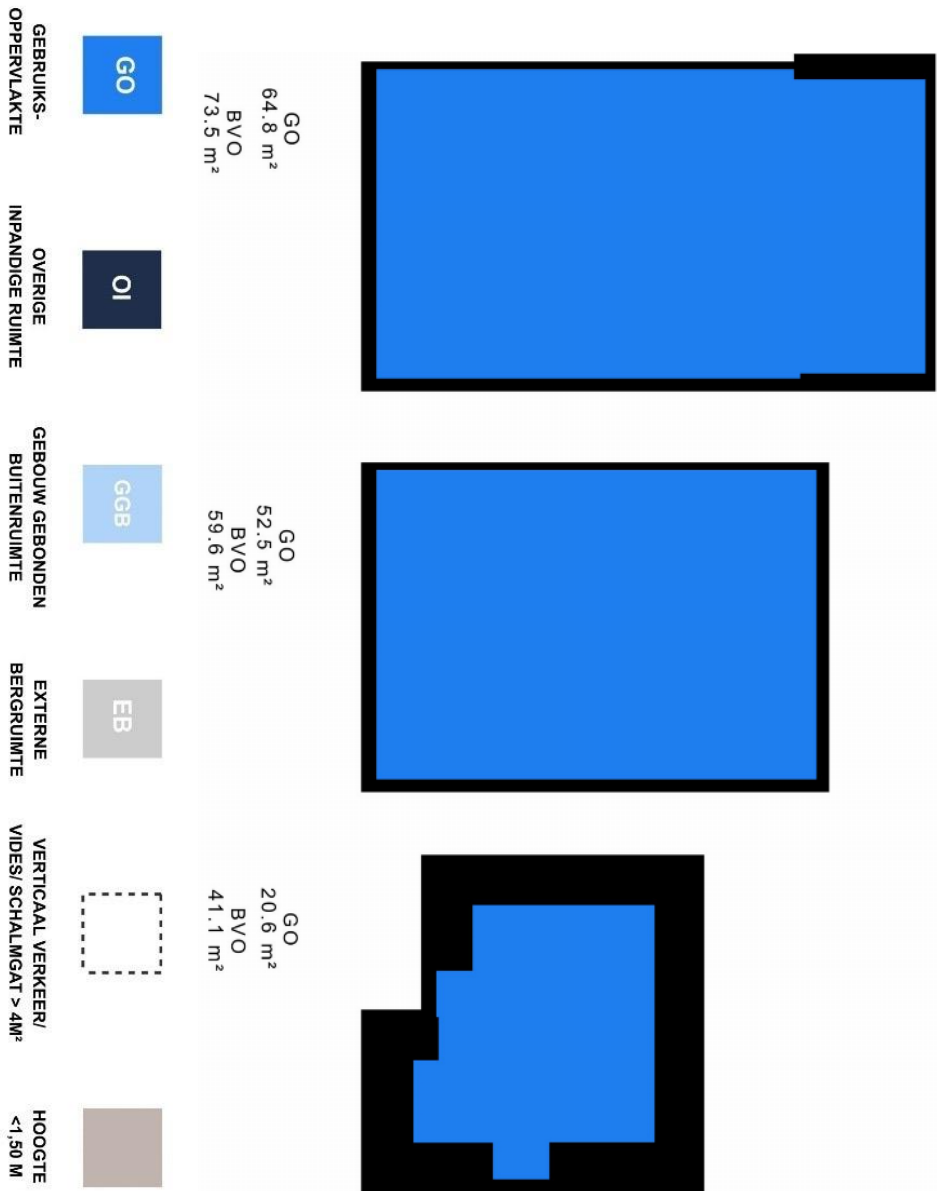 GO
64.8 m²
BVO
73.5 m²
GO
52.5 m²
BVO
59.6 m²
GO
20.6 m²
BVO
41.1 m²
GO
GEBRUIKS-
OPPERVLAKTE
OI
OVERIGE
INPANDIGE RUIMTE
GGB
GEBOUW GEBONDEN
BUITENRUIMTE
EB
EXTERNE
BERGRUIMTE
VERTICAAL VERKEER/
VIDES/ SCHALMGAT > 4M²
HOOGTE
<1,50 M